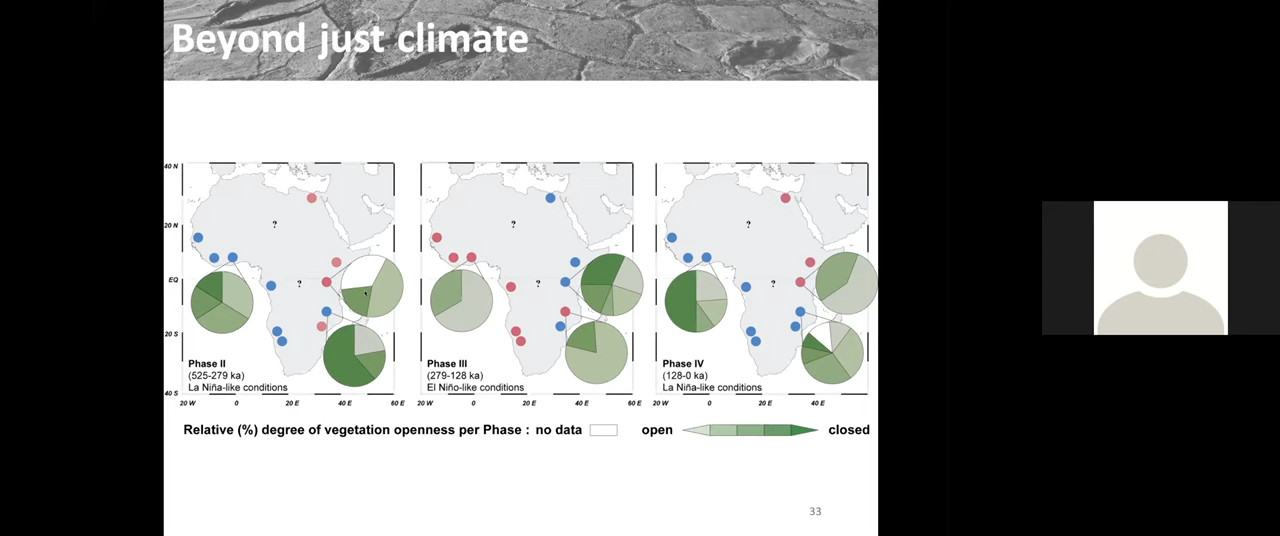 Beyond just climate
40 N
20 N
EQ
20 S
40 S
?
?
Phase II
(525-279 ka)
La Niña-like conditions
20 W 0 20 E 40 E 60 E
?
?
Phase III
(279-128 ka)
El Niño-like conditions
20 W 0 20 E 40 E 60 E
?
?
Phase IV
(128-0 ka)
La Niña-like conditions
20 W 0 20 E 40 E
Relative (%) degree of vegetation openness per Phase : no data open closed
33